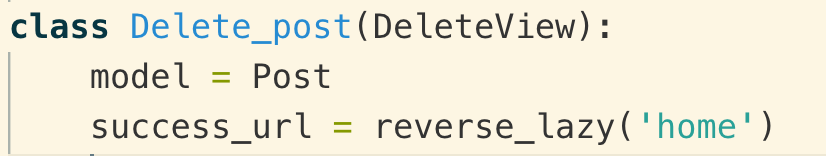 class Delete_post(DeleteView):
    model = Post
    success_url = reverse_lazy('home')